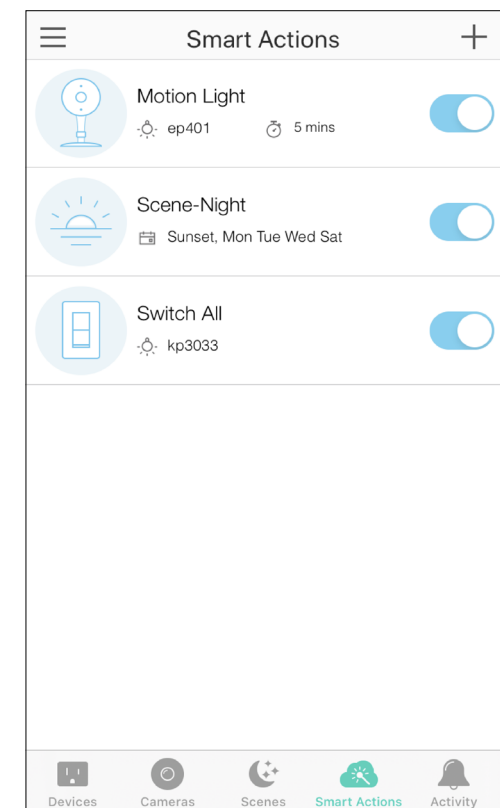 Smart Actions
Motion Light
ep401 5 mins
Scene-Night
Sunset, Mon Tue Wed Sat
Switch All
kp3033
Devices Cameras Scenes Smart Actions Activity